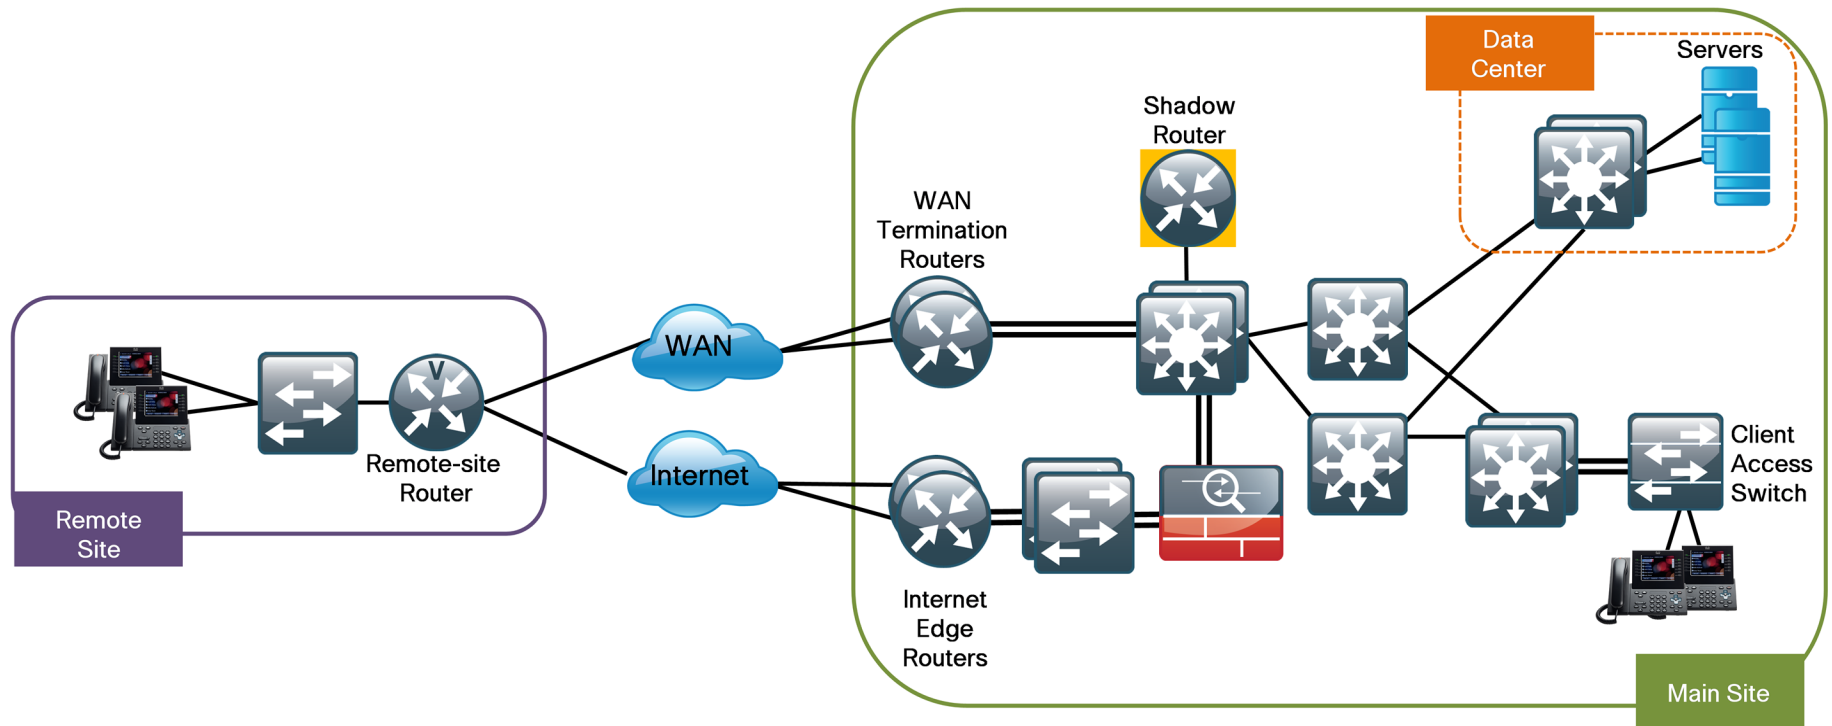 Data
Center
Servers
Shadow
Router
WAN
Termination
Routers
WAN
V
Remote-site
Router
Internet
Client
Access
Switch
Remote
Site
Internet
Edge
Routers
Main Site